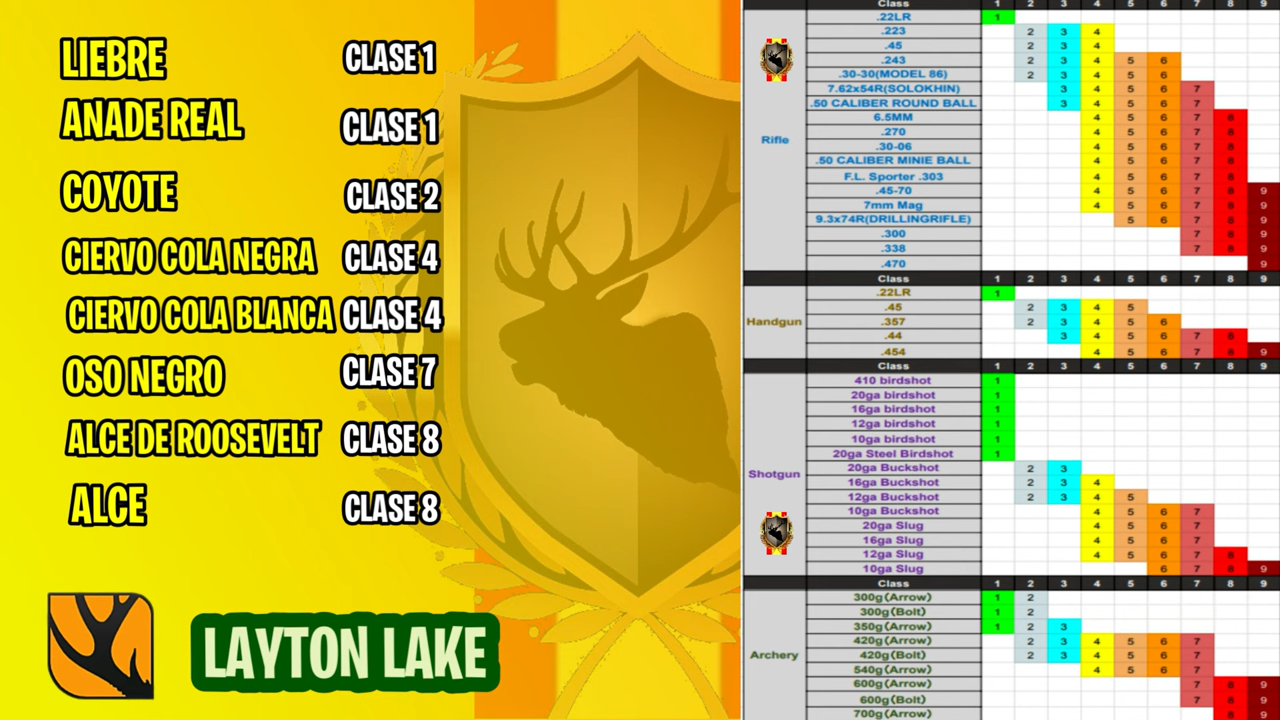 LIEBRE CLASE 1
ANADE REAL CLASE 1
COYOTE CLASE 2
CIERVO COLA NEGRA CLASE 4
CIERVO COLA BLANCA CLASE 4
OSO NEGRO CLASE 7
ALCE DE ROOSEVELT CLASE 8
ALCE CLASE 8
LAYTON LAKE
Class 1 2 3 4 5 6 7 8 9
Rifle
.22LR 1
.223 2 3 4
.45 2 3 4
.243 2 3 4 5 6
.30-30(MODEL 86) 2 3 4 5 6
7.62x54R(SOLOKHIN) 3 4 5 6 7
.50 CALIBER ROUND BALL 3 4 5 6 7
6.5MM 4 5 6 7 8
.270 4 5 6 7 8
.30-06 4 5 6 7 8
.50 CALIBER MINIE BALL 4 5 6 7 8
F.L. Sporter .303 4 5 6 7 8
.45-70 4 5 6 7 8 9
7mm Mag 4 5 6 7 8 9
9.3x74R(DRILLINGRIFLE) 5 6 7 8 9
.300 7 8 9
.338 7 8 9
.470 9
Class 1 2 3 4 5 6 7 8 9
Handgun
.22LR 1
.45 2 3 4 5
.357 2 3 4 5 6
.44 3 4 5 6 7 8
.454 4 5 6 7 8 9
Class 1 2 3 4 5 6 7 8 9
Shotgun
410 birdshot 1
20ga birdshot 1
16ga birdshot 1
12ga birdshot 1
10ga birdshot 1
20ga Steel Birdshot 1
20ga Buckshot 2 3
16ga Buckshot 2 3 4
12ga Buckshot 2 3 4 5
10ga Buckshot 4 5 6 7
20ga Slug 4 5 6 7
16ga Slug 4 5 6 7
12ga Slug 4 5 6 7 8
10ga Slug 6 7 8 9
Class 1 2 3 4 5 6 7 8 9
Archery
300g(Arrow) 1 2
300g(Bolt) 1 2
350g(Arrow) 1 2 3
420g(Arrow) 2 3 4 5 6 7
420g(Bolt) 2 3 4 5 6 7
540g(Arrow) 4 5 6 7
600g(Arrow) 7 8 9
600g(Bolt) 7 8 9
700g(Arrow) 8 9